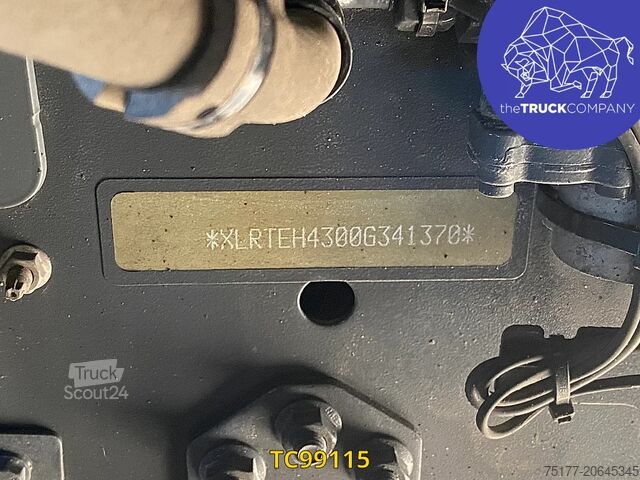 theTRUCKCOMPANY
*XLRTEH4300G341370*
Truck
Scout24
TC99115
75177-20645345